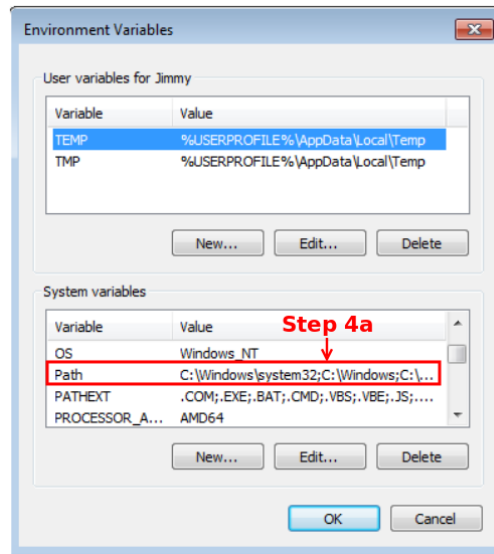 Environment Variables
User variables for Jimmy
Variable Value
TEMP %USERPROFILE%\AppData\Local\Temp
TMP %USERPROFILE%\AppData\Local\Temp
New... Edit... Delete
System variables
Step 4a
Variable Value
OS Windows_NT
Path C:\Windows\system32;C:\Windows;C:\...
PATHEXT .COM;.EXE;.BAT;.CMD;.VBS;.VBE;.JS;....
PROCESSOR_A... AMD64
New... Edit... Delete
OK Cancel